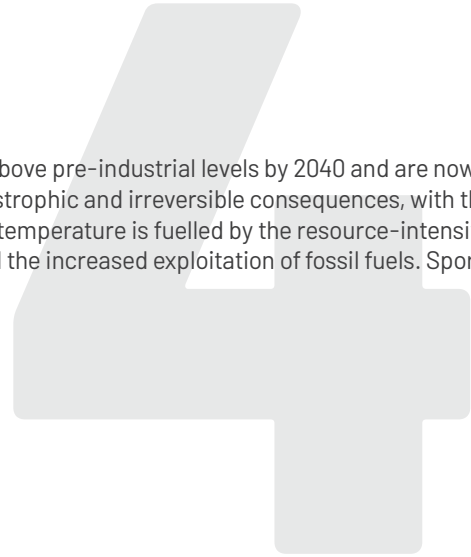 4
bove pre-industrial levels by 2040 and are now
strophic and irreversible consequences, with
temperature is fuelled by the resource-intensi
the increased exploitation of fossil fuels. Spor